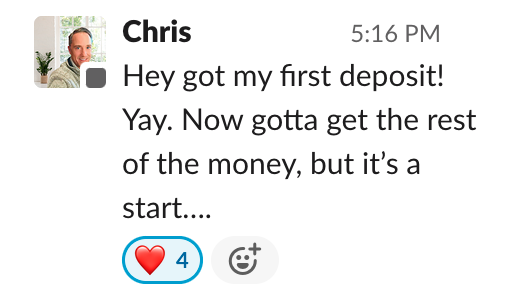 Chris 5:16 PM
Hey got my first deposit!
Yay. Now gotta get the rest
of the money, but it’s a
start....
4